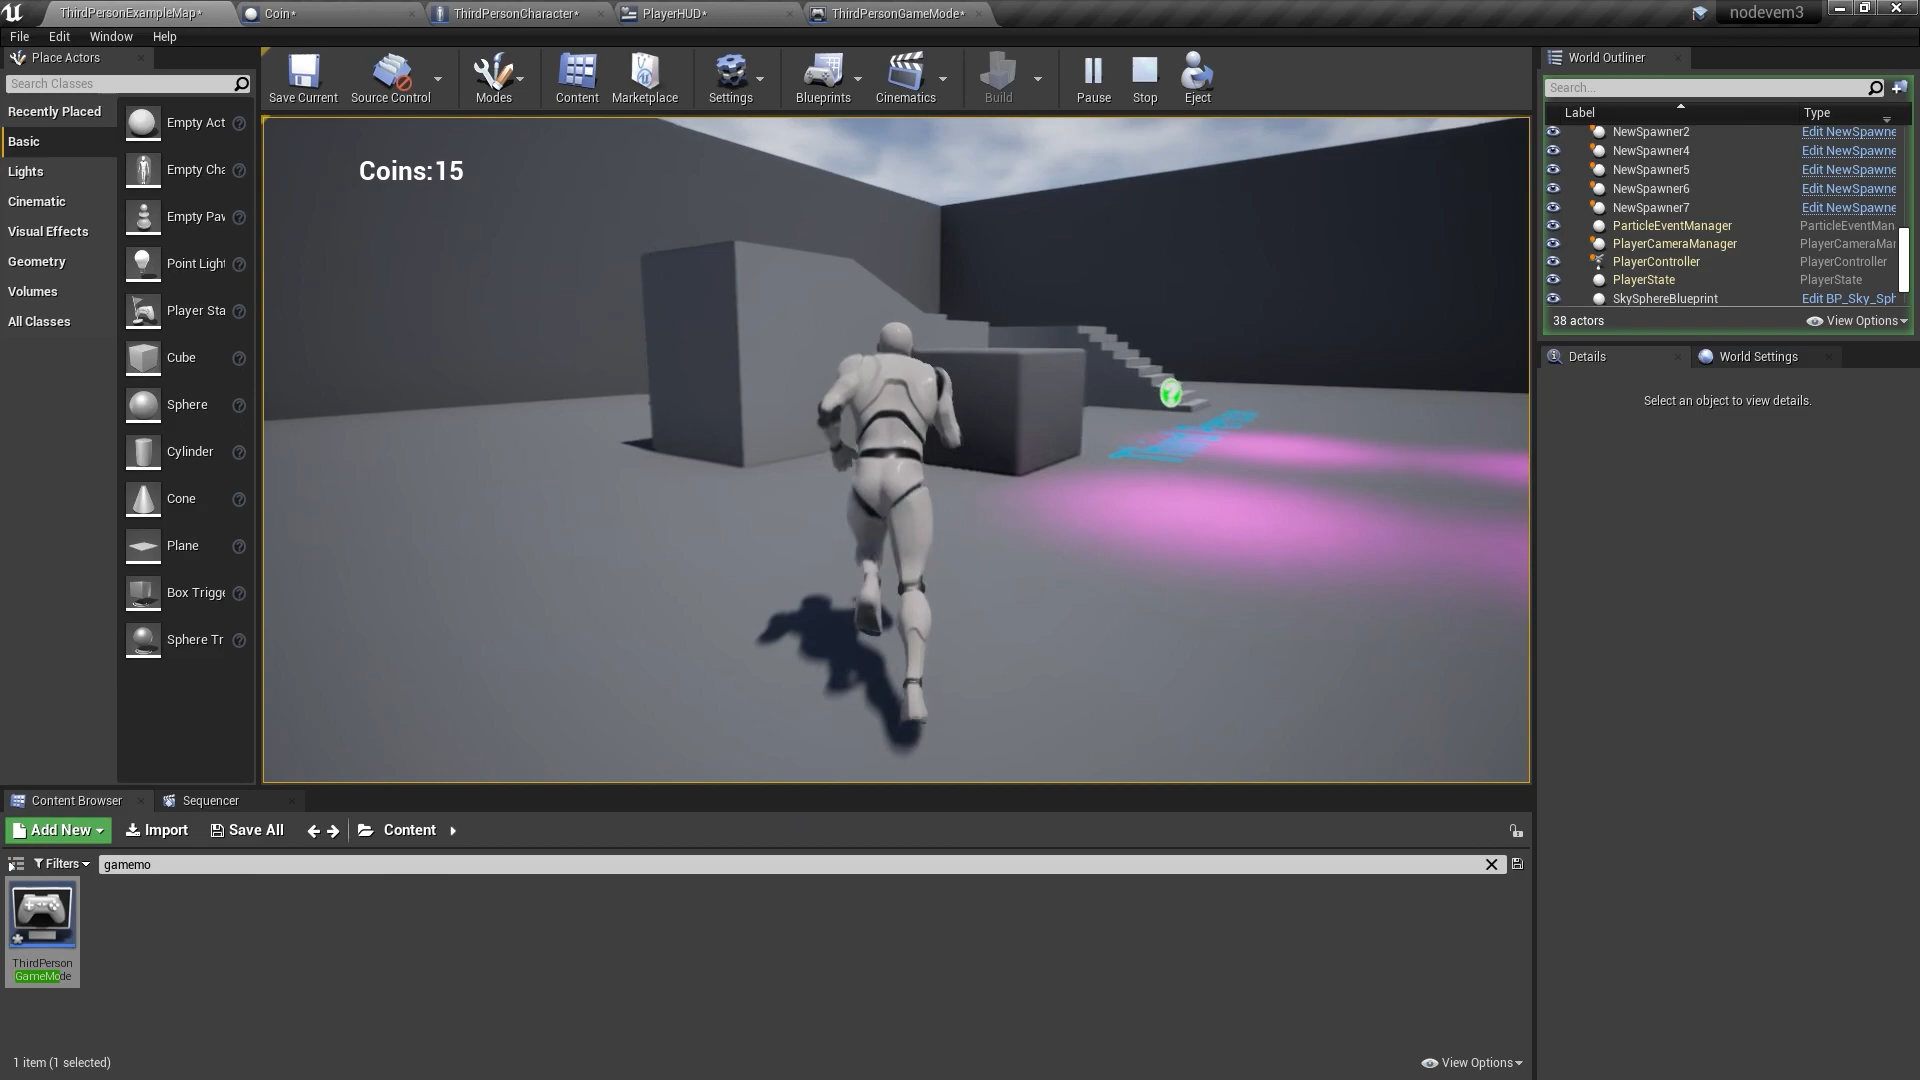 ThirdPersonExampleMap*
Coin*
ThirdPersonCharacter*
PlayerHUD*
ThirdPersonGameMode*
nodevem3
File Edit Window Help
Place Actors
Search Classes
Recently Placed
Basic
Lights
Cinematic
Visual Effects
Geometry
Volumes
All Classes
Empty Act
Empty Cha
Empty Pav
Point Light
Player Sta
Cube
Sphere
Cylinder
Cone
Plane
Box Trigge
Sphere Tr
Save Current
Source Control
Modes
Content
Marketplace
Settings
Blueprints
Cinematics
Build
Pause
Stop
Eject
Coins:15
World Outliner
Search...
Label Type
NewSpawner2 Edit NewSpawne
NewSpawner4 Edit NewSpawne
NewSpawner5 Edit NewSpawne
NewSpawner6 Edit NewSpawne
NewSpawner7 Edit NewSpawne
ParticleEventManager ParticleEventMan
PlayerCameraManager PlayerCameraMar
PlayerController PlayerController
PlayerState PlayerState
SkySphereBlueprint Edit BP_Sky_Sph
38 actors View Options
Details World Settings
Select an object to view details.
Content Browser Sequencer
Add New Import Save All Content
Filters gamemo
ThirdPerson
GameMode
1 item (1 selected) View Options